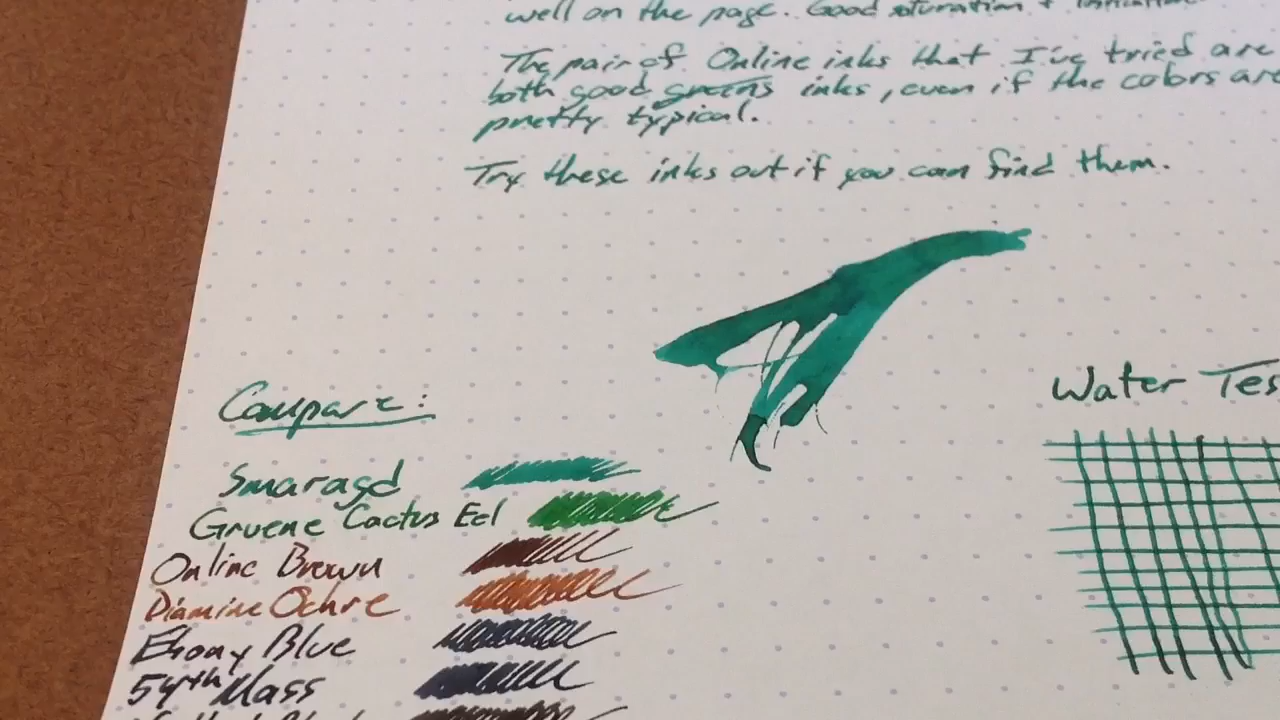 well on the page. Good saturation +
The pair of Online inks that I've tried are
both good greens inks, even if the colors are
pretty typical.
Try these inks out if you can find them.
Compare:
Smaragd
Gruene Cactus Eel
Online Brown
Diamine Ochre
Ebony Blue
54th Mass
Water Tes